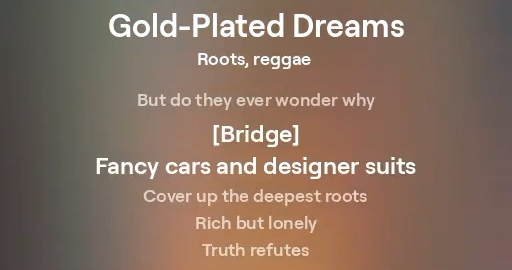 Gold-Plated Dreams
Roots, reggae
But do they ever wonder why
[Bridge]
Fancy cars and designer suits
Cover up the deepest roots
Rich but lonely
Truth refutes